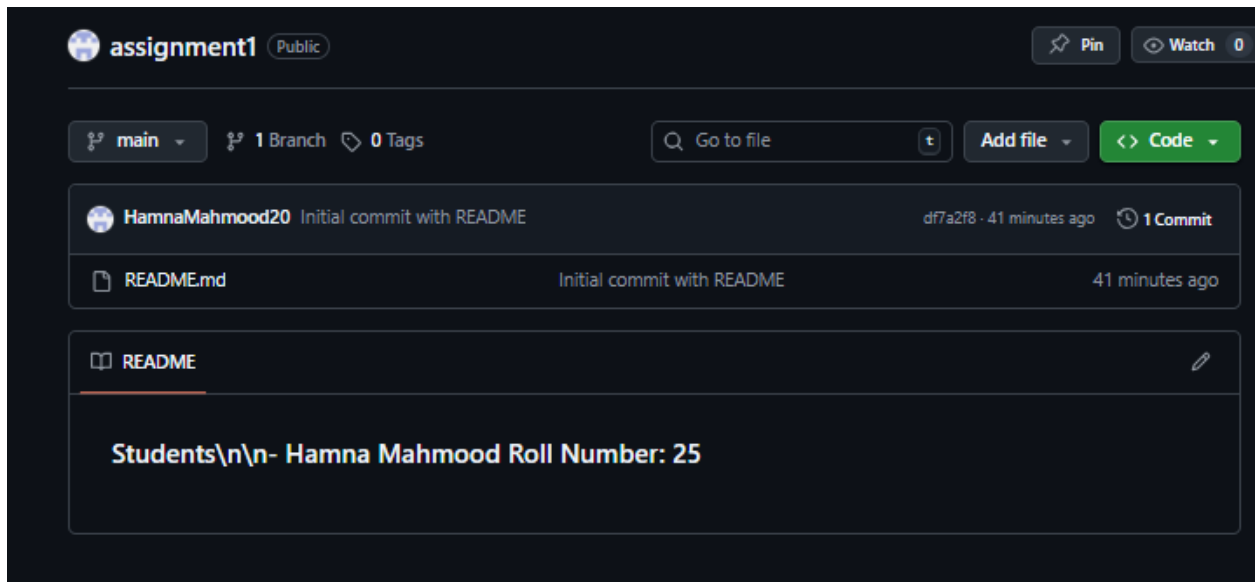 assignment1 Public Pin Watch 0
main 1 Branch 0 Tags Go to file t Add file <> Code
HamnaMahmood20 Initial commit with README df7a2f8 · 41 minutes ago 1 Commit
README.md Initial commit with README 41 minutes ago
README
Students\n\n- Hamna Mahmood Roll Number: 25